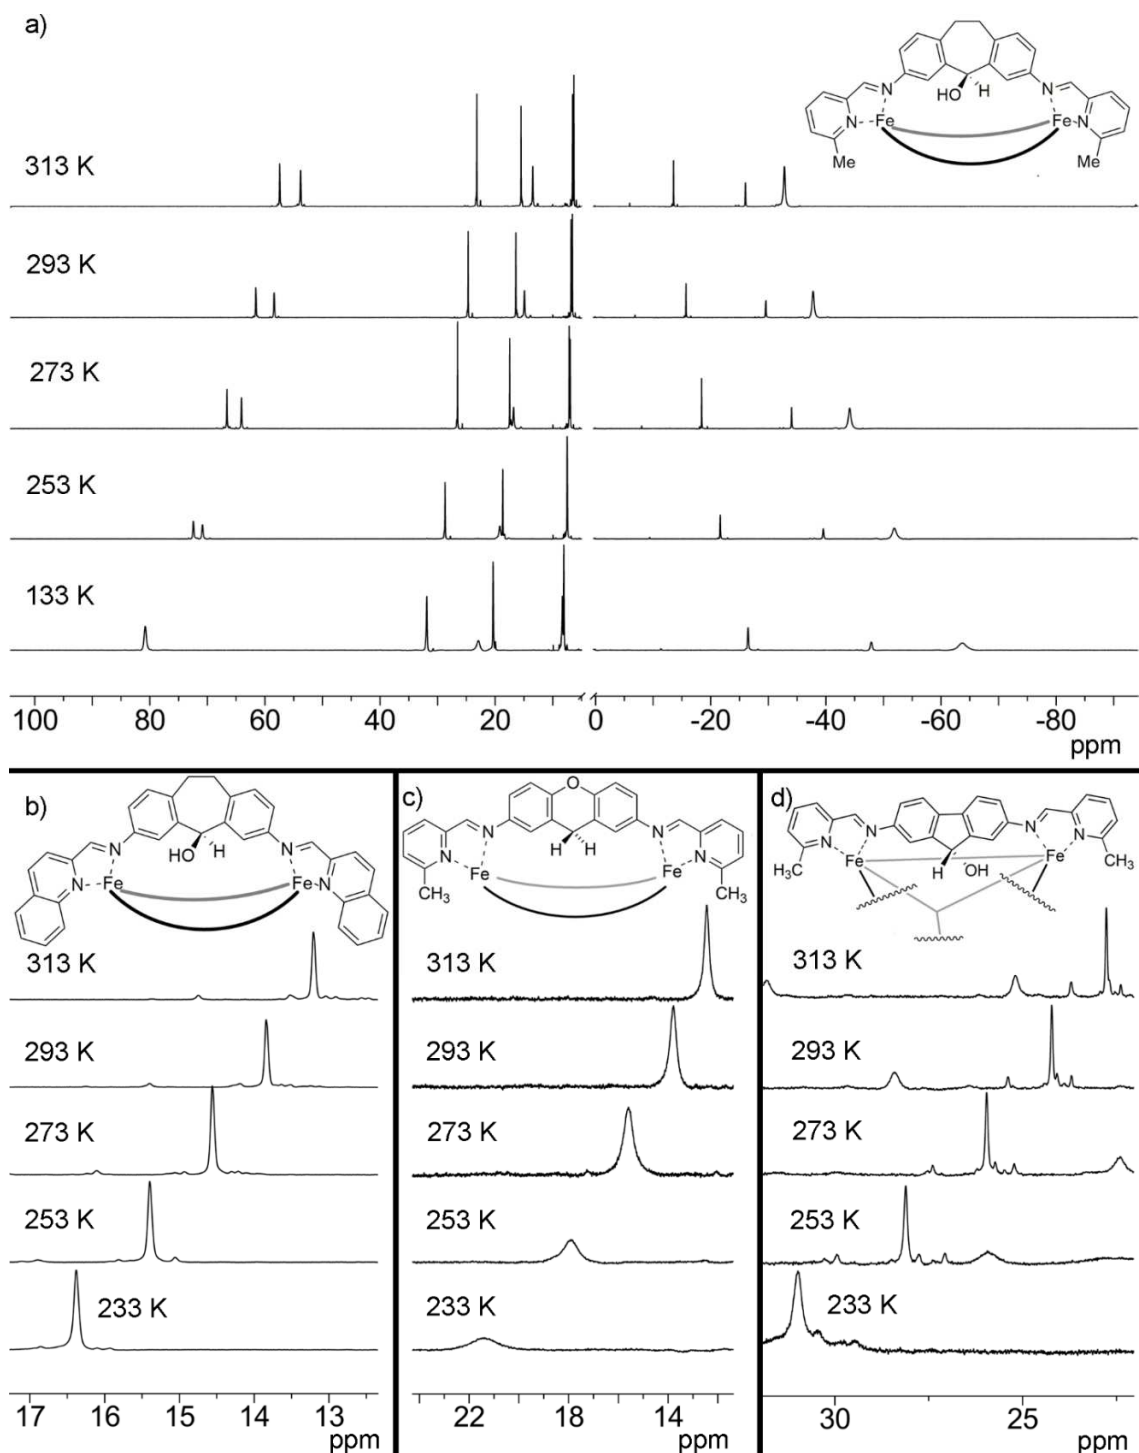 a)
HO
H
N
N
N
Fe
Fe
N
Me
Me
313 K
293 K
273 K
253 K
133 K
100
80
60
40
20
0
-20
-40
-60
-80
ppm
b)
HO
H
N
N
N
Fe
Fe
N
313 K
293 K
273 K
253 K
233 K
17
16
15
14
13
ppm
c)
O
N
N
H
H
N
Fe
Fe
N
CH3
CH3
313 K
293 K
273 K
253 K
233 K
22
18
14
ppm
d)
N
N
N
Fe
H
OH
Fe
N
H3C
CH3
313 K
293 K
273 K
253 K
233 K
30
25
ppm